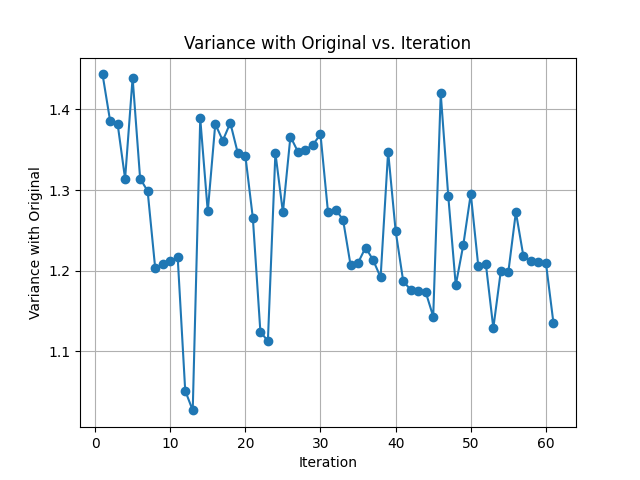 Variance with Original vs. Iteration
Variance with Original
1.4
1.3
1.2
1.1
0 10 20 30 40 50 60
Iteration